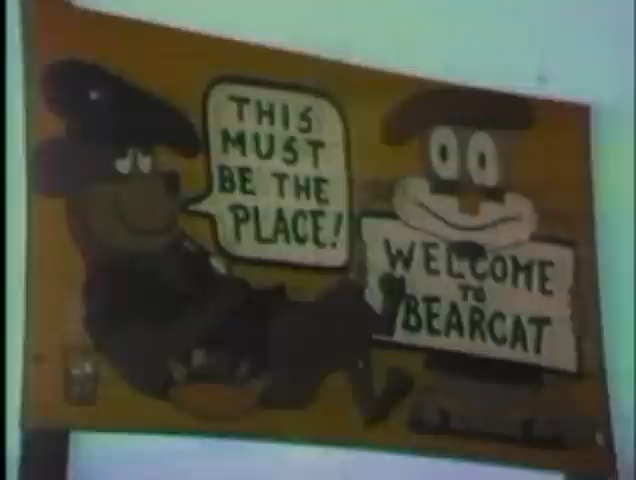 THIS
MUST
BE THE
PLACE!
WELCOME
TO
BEARCAT